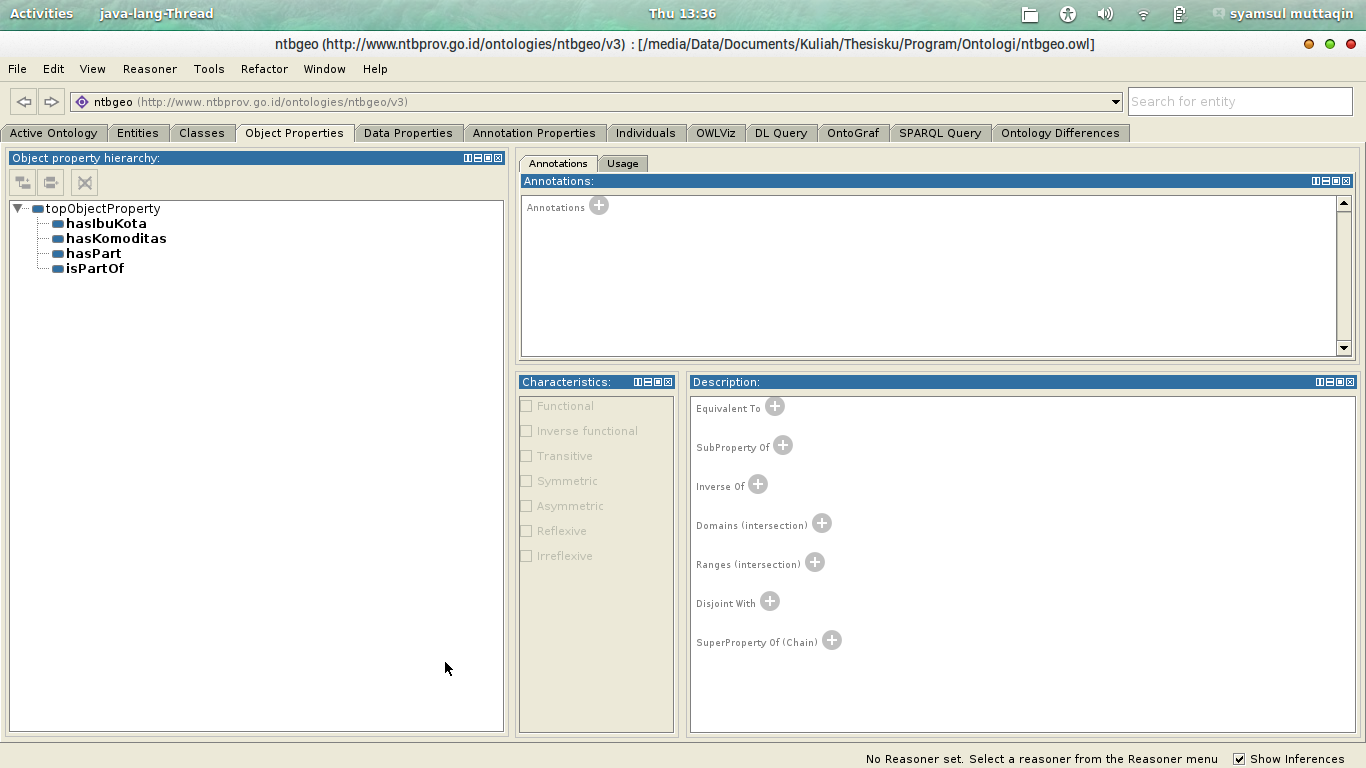 Activities java-lang-Thread Thu 13:36 syamsul muttaqin
ntbgeo (http://www.ntbprov.go.id/ontologies/ntbgeo/v3) : [/media/Data/Documents/Kuliah/Thesisku/Program/Ontologi/ntbgeo.owl]
File Edit View Reasoner Tools Refactor Window Help
ntbgeo (http://www.ntbprov.go.id/ontologies/ntbgeo/v3) Search for entity
Active Ontology Entities Classes Object Properties Data Properties Annotation Properties Individuals OWLViz DL Query OntoGraf SPARQL Query Ontology Differences
Object property hierarchy:
topObjectProperty
hasIbuKota
hasKomoditas
hasPart
isPartOf
Annotations Usage
Annotations:
Annotations
Characteristics:
Functional
Inverse functional
Transitive
Symmetric
Asymmetric
Reflexive
Irreflexive
Description:
Equivalent To
SubProperty Of
Inverse Of
Domains (intersection)
Ranges (intersection)
Disjoint With
SuperProperty Of (Chain)
No Reasoner set. Select a reasoner from the Reasoner menu Show Inferences